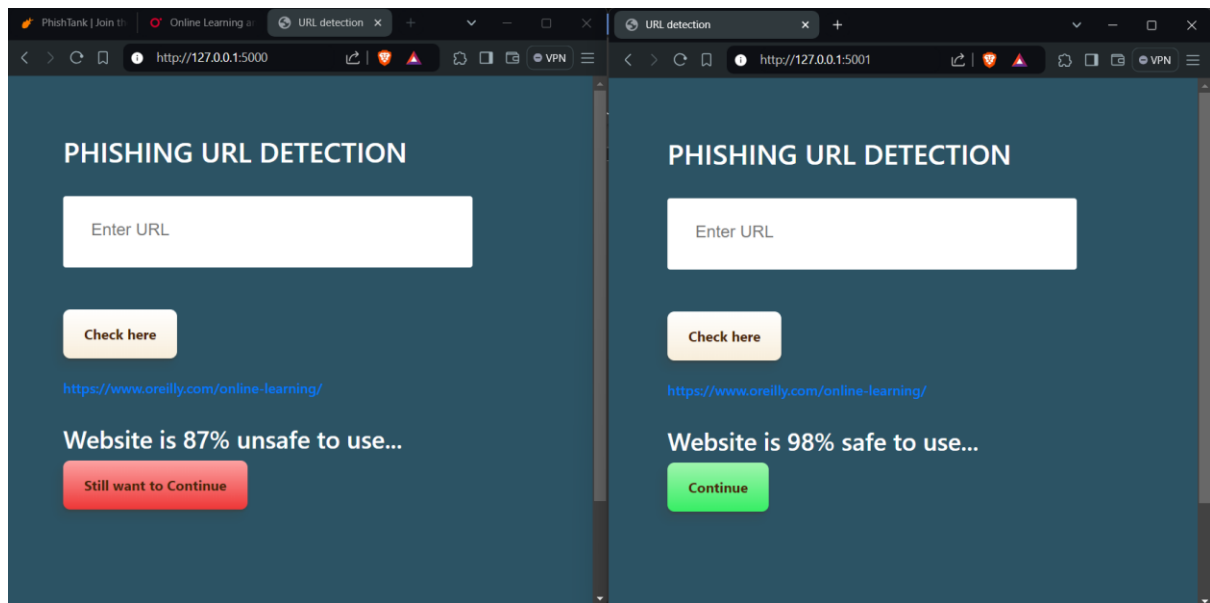 PhishTank | Join th
Online Learning a
URL detection
http://127.0.0.1:5000
VPN
PHISHING URL DETECTION
Enter URL
Check here
https://www.oreilly.com/online-learning/
Website is 87% unsafe to use...
Still want to Continue
URL detection
http://127.0.0.1:5001
VPN
PHISHING URL DETECTION
Enter URL
Check here
https://www.oreilly.com/online-learning/
Website is 98% safe to use...
Continue